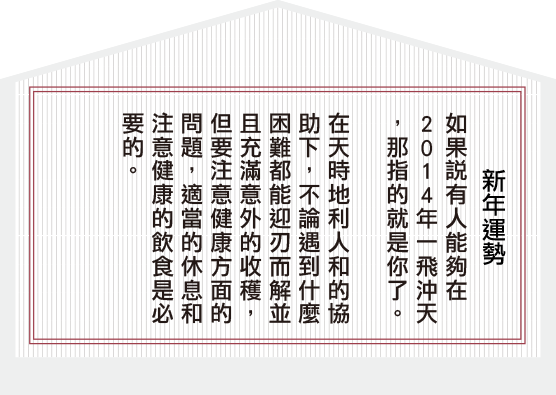 新年運勢
如果説有人能夠在
2014年一飛沖天
，那指的就是你了。
在天時地利人和的協
助下，不論遇到什麼
困難都能迎刃而解並
且充滿意外的收穫，
但要注意健康方面的
問題，適當的休息和
注意健康的飲食是必
要的。